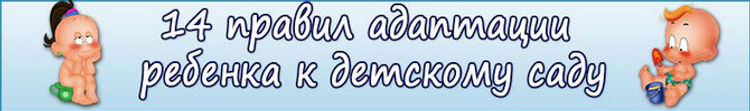 14 правил адаптации
ребенка к детскому саду